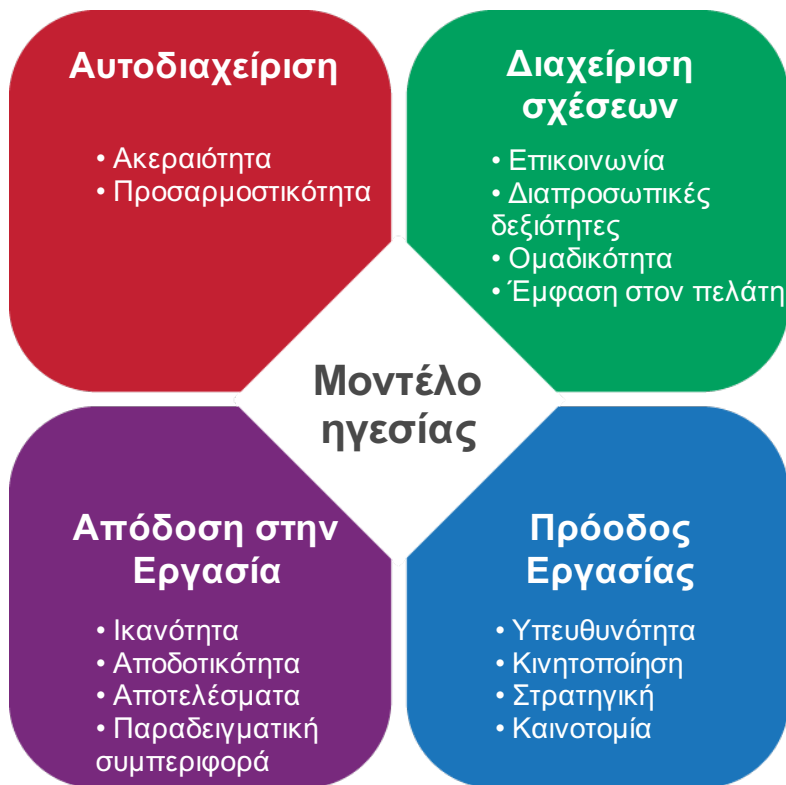 Αυτοδιαχείριση
• Ακεραιότητα
• Προσαρμοστικότητα
Διαχείριση
σχέσεων
• Επικοινωνία
• Διαπροσωπικές
δεξιότητες
• Ομαδικότητα
• Έμφαση στον πελάτη
Μοντέλο
ηγεσίας
Απόδοση στην
Εργασία
• Ικανότητα
• Αποδοτικότητα
• Αποτελέσματα
• Παραδειγματική
συμπεριφορά
Πρόοδος
Εργασίας
• Υπευθυνότητα
• Κινητοποίηση
• Στρατηγική
• Καινοτομία